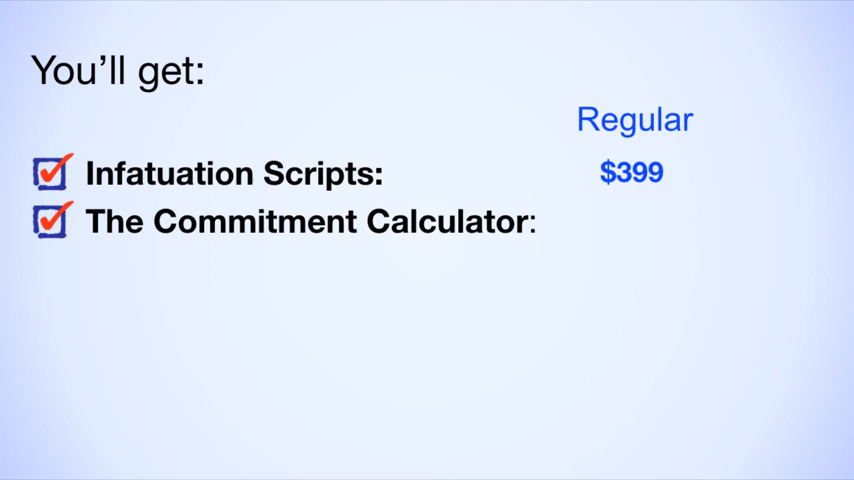 You'll get:
Regular
Infatuation Scripts: $399
The Commitment Calculator: